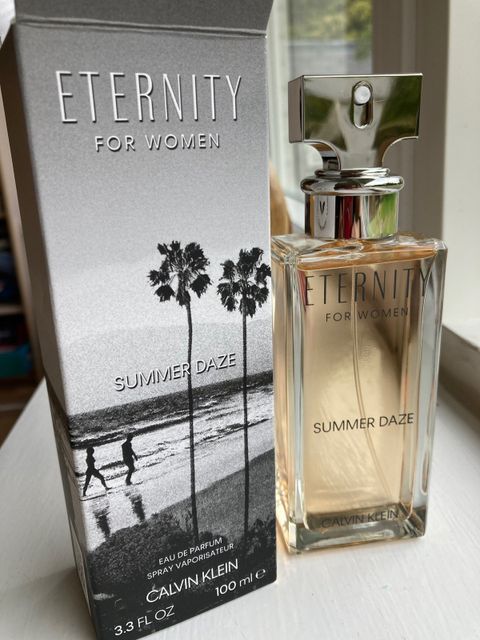 ETERNITY
FOR WOMEN
SUMMER DAZE
EAU DE PARFUM
SPRAY VAPORISATEUR
CALVIN KLEIN
3.3 FL OZ 100 ml e
ETERNITY
FOR WOMEN
SUMMER DAZE
CALVIN KLEIN